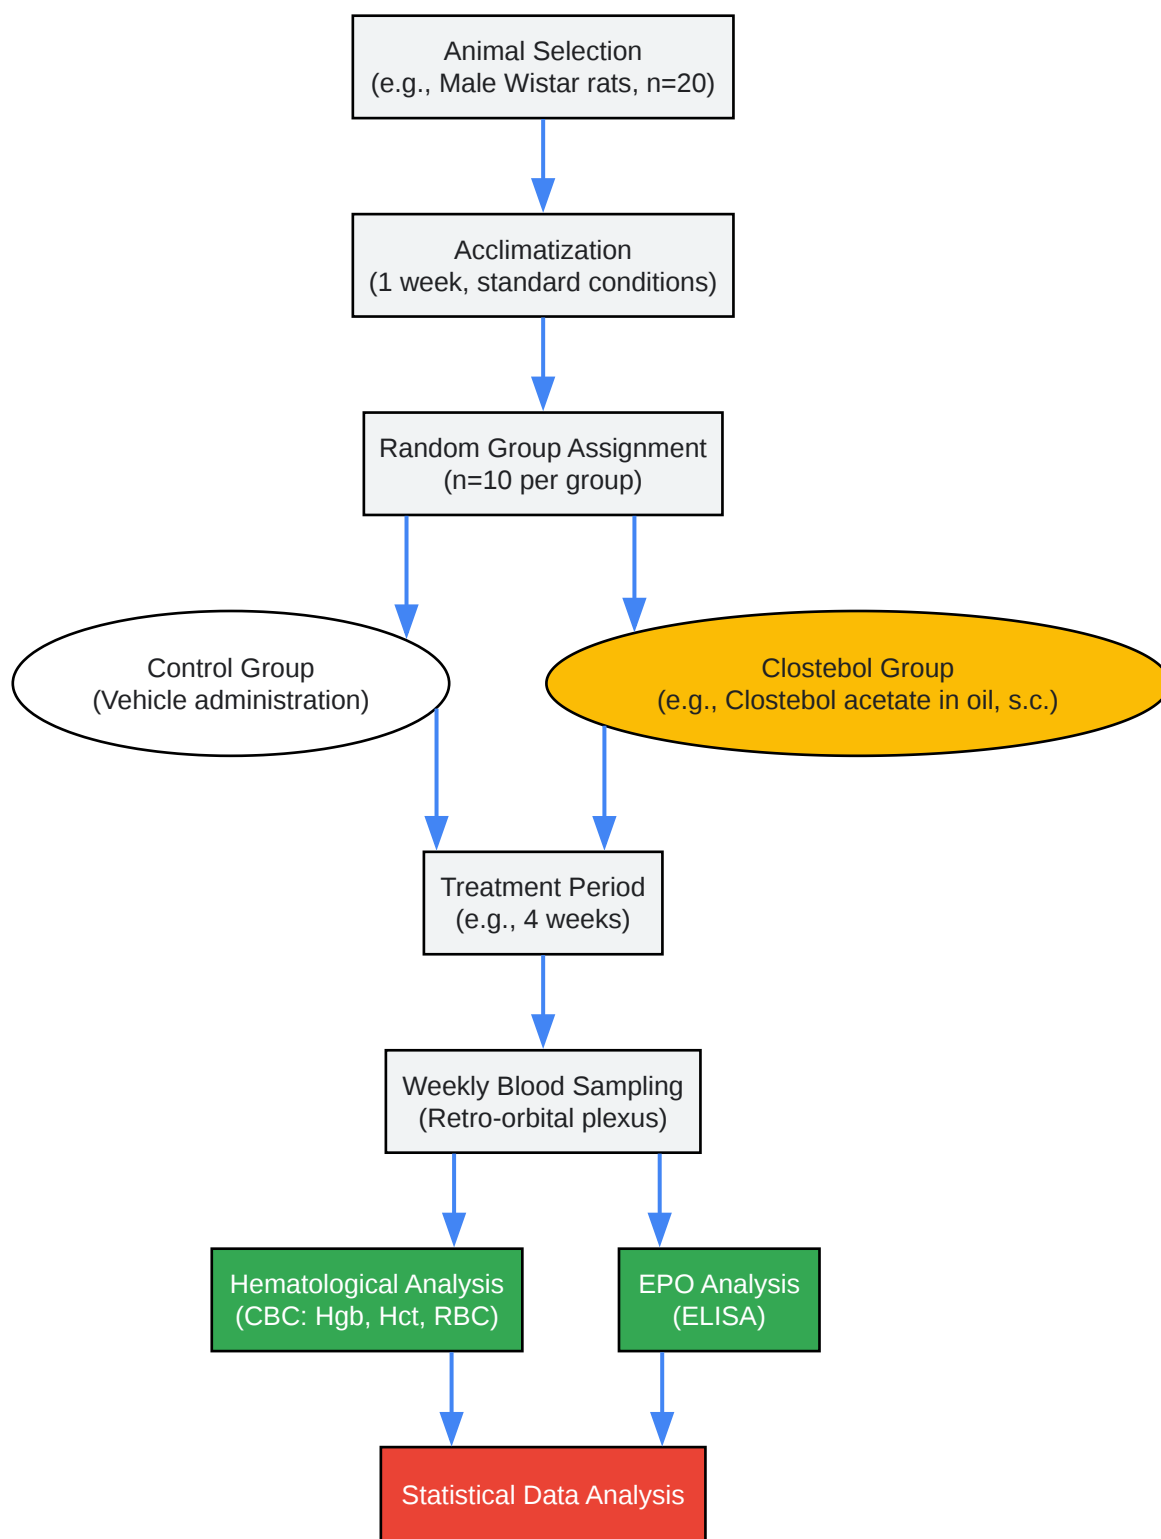 Animal Selection
(e.g., Male Wistar rats, n=20)
Acclimatization
(1 week, standard conditions)
Random Group Assignment
(n=10 per group)
Control Group
(Vehicle administration)
Clostebol Group
(e.g., Clostebol acetate in oil, s.c.)
Treatment Period
(e.g., 4 weeks)
Weekly Blood Sampling
(Retro-orbital plexus)
Hematological Analysis
(CBC: Hgb, Hct, RBC)
EPO Analysis
(ELISA)
Statistical Data Analysis